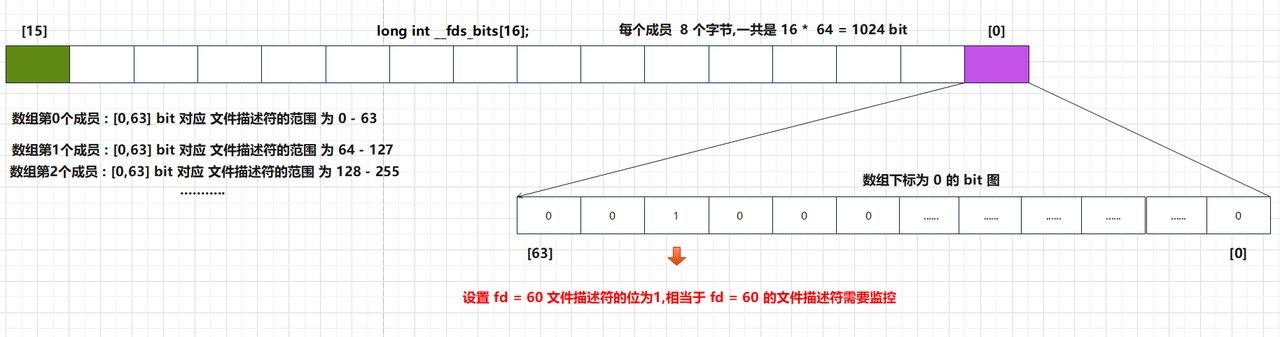 [15] long int __fds_bits[16]; 每个成员 8 个字节,一共是 16 * 64 = 1024 bit [0]
数组第0个成员 : [0,63] bit 对应 文件描述符的范围 为 0 - 63
数组第1个成员 : [0,63] bit 对应 文件描述符的范围 为 64 - 127
数组第2个成员 : [0,63] bit 对应 文件描述符的范围 为 128 - 255
..........
数组下标为 0 的 bit 图
0 0 1 0 0 0 ...... ...... ...... ...... ...... 0
[63] [0]
设置 fd = 60 文件描述符的位为1,相当于 fd = 60 的文件描述符需要监控